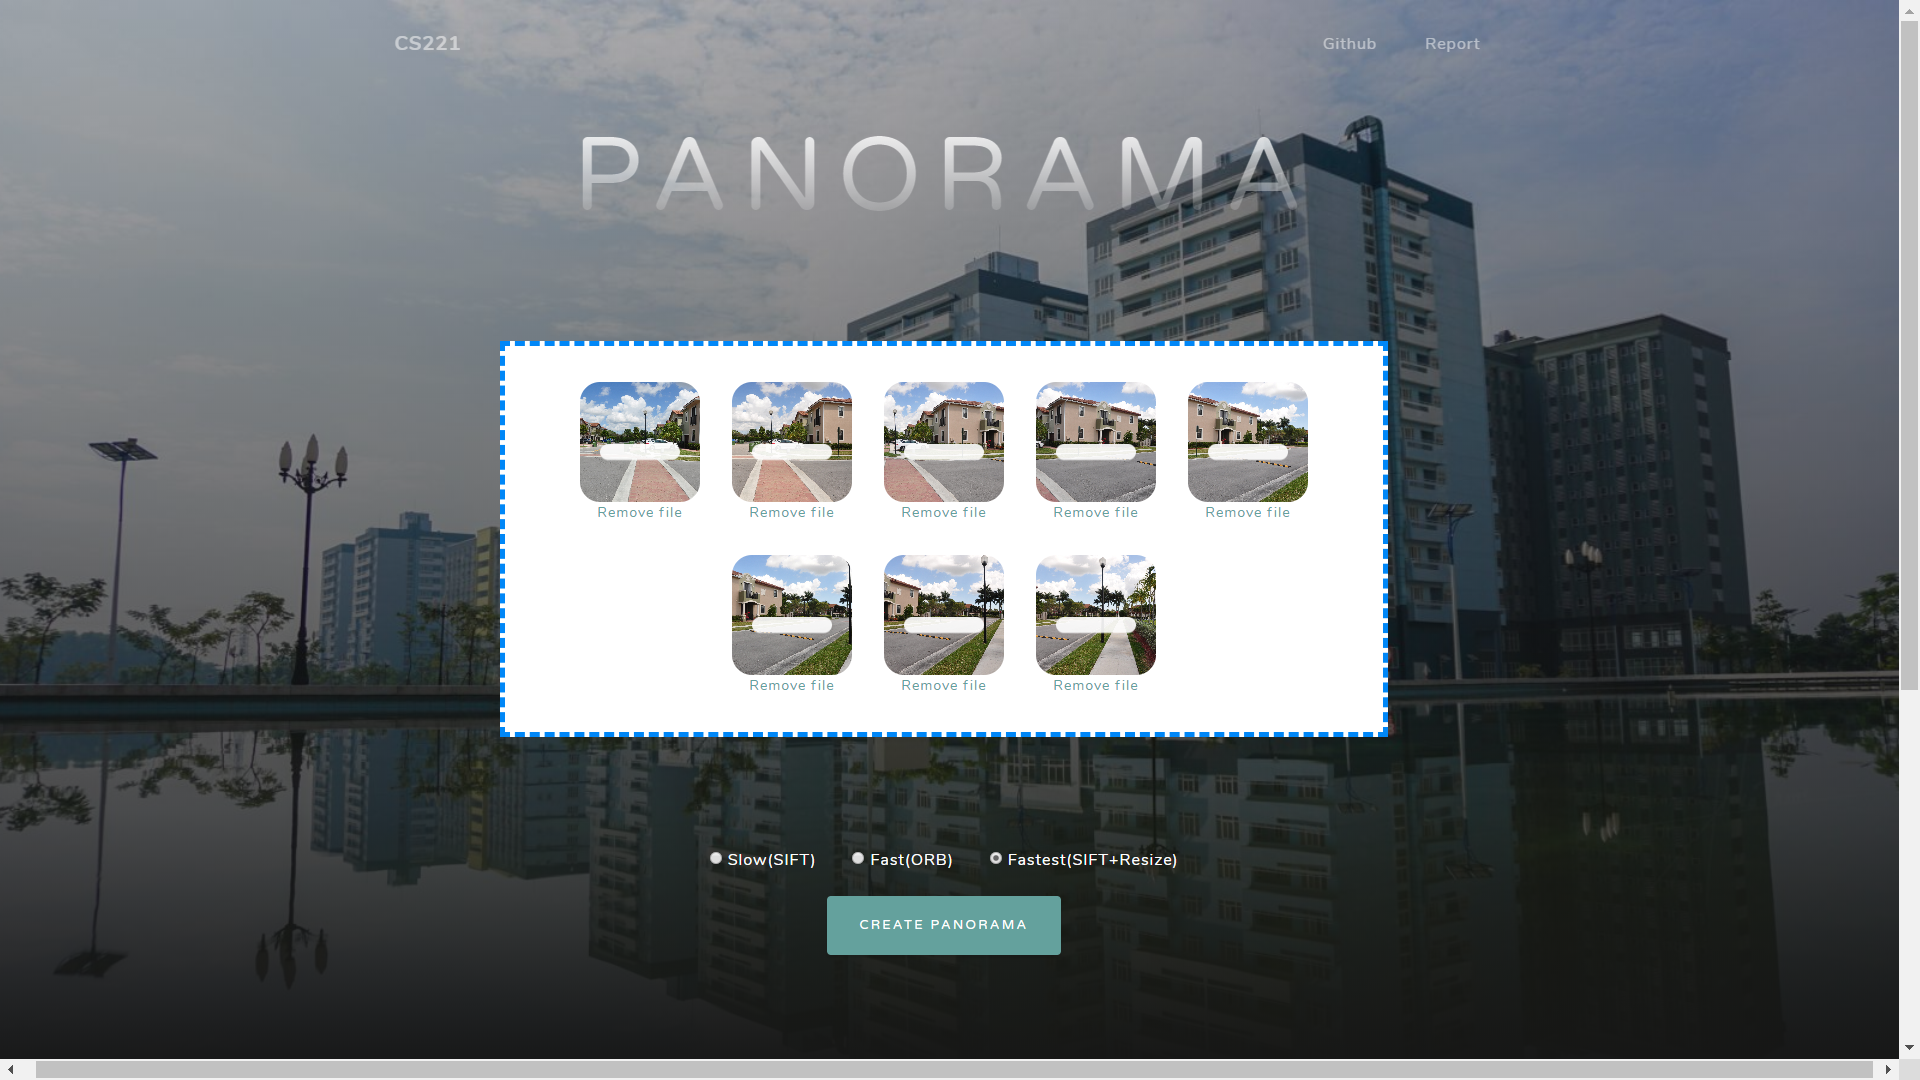 CS221
Github Report
PANORAMA
Remove file Remove file Remove file Remove file Remove file
Remove file Remove file Remove file
Slow(SIFT) Fast(ORB) Fastest(SIFT+Resize)
CREATE PANORAMA